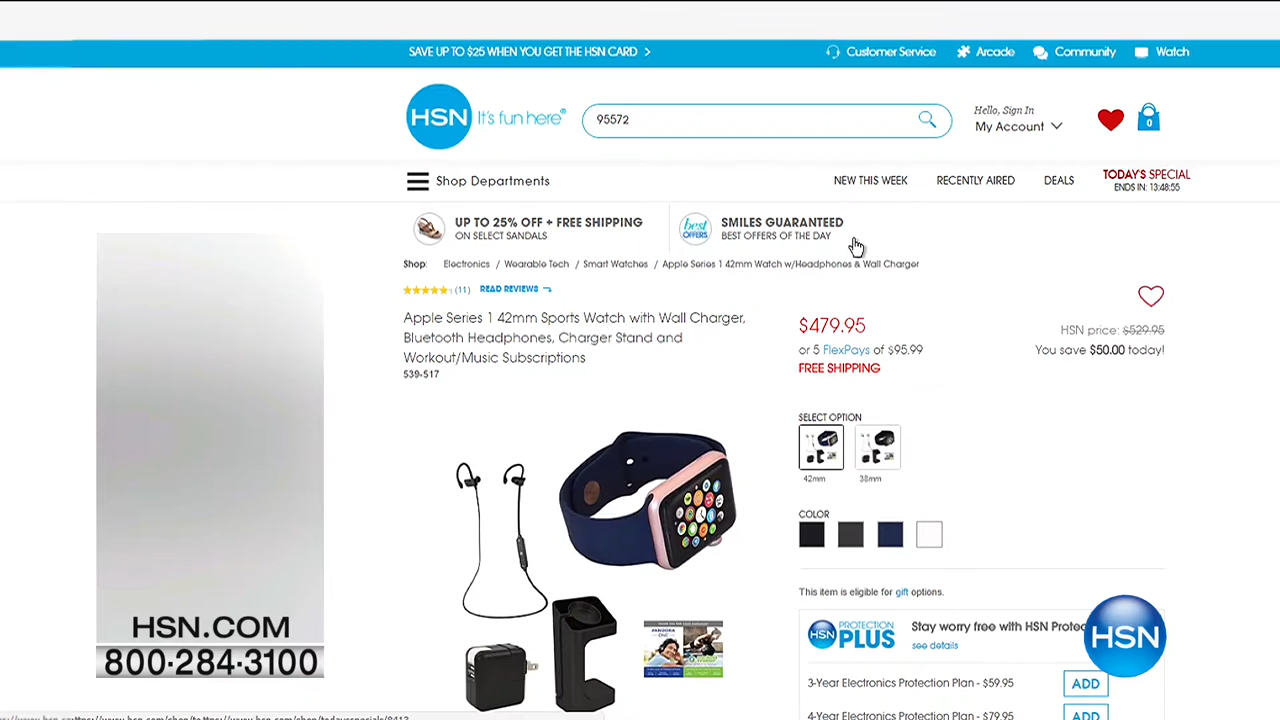 SAVE UP TO $25 WHEN YOU GET THE HSN CARD >
Customer Service
Arcade
Community
Watch
HSN It's fun here®
95572
Hello, Sign In
My Account
0
Shop Departments
NEW THIS WEEK
RECENTLY AIRED
DEALS
TODAY'S SPECIAL
ENDS IN: 13:48:55
UP TO 25% OFF + FREE SHIPPING
ON SELECT SANDALS
best OFFERS
SMILES GUARANTEED
BEST OFFERS OF THE DAY
Shop: Electronics / Wearable Tech / Smart Watches / Apple Series 1 42mm Watch w/Headphones & Wall Charger
(11) READ REVIEWS
Apple Series 1 42mm Sports Watch with Wall Charger,
Bluetooth Headphones, Charger Stand and
Workout/Music Subscriptions
539-517
$479.95
HSN price: $529.95
or 5 FlexPays of $95.99
You save $50.00 today!
FREE SHIPPING
SELECT OPTION
42mm
38mm
COLOR
This item is eligible for gift options.
HSN PROTECTION PLUS
Stay worry free with HSN Protec
see details
HSN
3-Year Electronics Protection Plan - $59.95
ADD
4-Year Electronics Protection Plan - $79.95
ADD
HSN.COM
800·284·3100